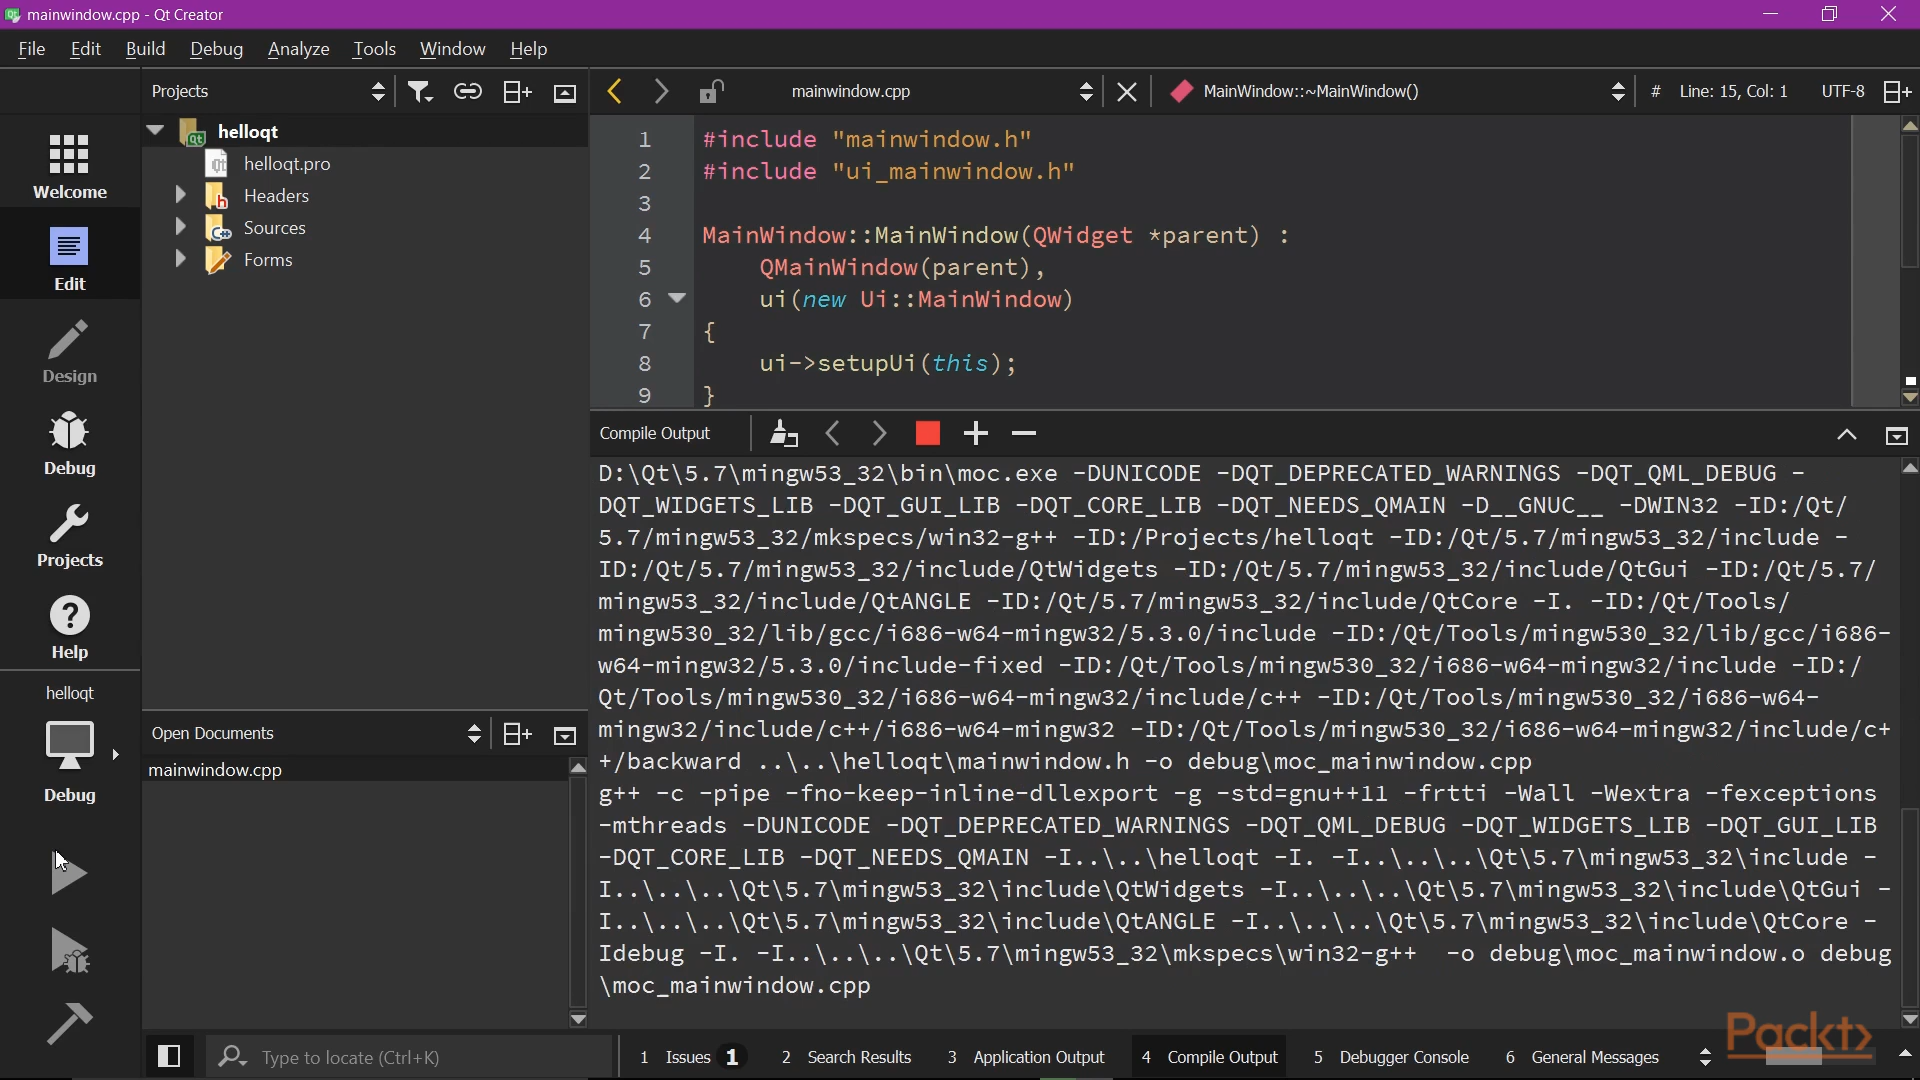 mainwindow.cpp - Qt Creator
File Edit Build Debug Analyze Tools Window Help
Projects
mainwindow.cpp
MainWindow::~MainWindow()
# Line: 15, Col: 1 UTF-8
Welcome
Edit
Design
Debug
Projects
Help
helloqt
Debug
helloqt
helloqt.pro
Headers
Sources
Forms
Open Documents
mainwindow.cpp
1 #include "mainwindow.h"
2 #include "ui_mainwindow.h"
3
4 MainWindow::MainWindow(QWidget *parent) :
5 QMainWindow(parent),
6 ui(new Ui::MainWindow)
7 {
8 ui->setupUi(this);
9 }
Compile Output
D:\Qt\5.7\mingw53_32\bin\moc.exe -DUNICODE -DQT_DEPRECATED_WARNINGS -DQT_QML_DEBUG -
DQT_WIDGETS_LIB -DQT_GUI_LIB -DQT_CORE_LIB -DQT_NEEDS_QMAIN -D__GNUC__ -DWIN32 -ID:/Qt/
5.7/mingw53_32/mkspecs/win32-g++ -ID:/Projects/helloqt -ID:/Qt/5.7/mingw53_32/include -
ID:/Qt/5.7/mingw53_32/include/QtWidgets -ID:/Qt/5.7/mingw53_32/include/QtGui -ID:/Qt/5.7/
mingw53_32/include/QtANGLE -ID:/Qt/5.7/mingw53_32/include/QtCore -I. -ID:/Qt/Tools/
mingw530_32/lib/gcc/i686-w64-mingw32/5.3.0/include -ID:/Qt/Tools/mingw530_32/lib/gcc/i686-
w64-mingw32/5.3.0/include-fixed -ID:/Qt/Tools/mingw530_32/i686-w64-mingw32/include -ID:/
Qt/Tools/mingw530_32/i686-w64-mingw32/include/c++ -ID:/Qt/Tools/mingw530_32/i686-w64-
mingw32/include/c++/i686-w64-mingw32 -ID:/Qt/Tools/mingw530_32/i686-w64-mingw32/include/c+
+/backward ..\..\helloqt\mainwindow.h -o debug\moc_mainwindow.cpp
g++ -c -pipe -fno-keep-inline-dllexport -g -std=gnu++11 -frtti -Wall -Wextra -fexceptions
-mthreads -DUNICODE -DQT_DEPRECATED_WARNINGS -DQT_QML_DEBUG -DQT_WIDGETS_LIB -DQT_GUI_LIB
-DQT_CORE_LIB -DQT_NEEDS_QMAIN -I..\..\helloqt -I. -I..\..\..\Qt\5.7\mingw53_32\include -
I..\..\..\Qt\5.7\mingw53_32\include\QtWidgets -I..\..\..\Qt\5.7\mingw53_32\include\QtGui -
I..\..\..\Qt\5.7\mingw53_32\include\QtANGLE -I..\..\..\Qt\5.7\mingw53_32\include\QtCore -
Idebug -I. -I..\..\..\Qt\5.7\mingw53_32\mkspecs\win32-g++ -o debug\moc_mainwindow.o debug
\moc_mainwindow.cpp
Packt>
Type to locate (Ctrl+K)
1 Issues 1 2 Search Results 3 Application Output 4 Compile Output 5 Debugger Console 6 General Messages